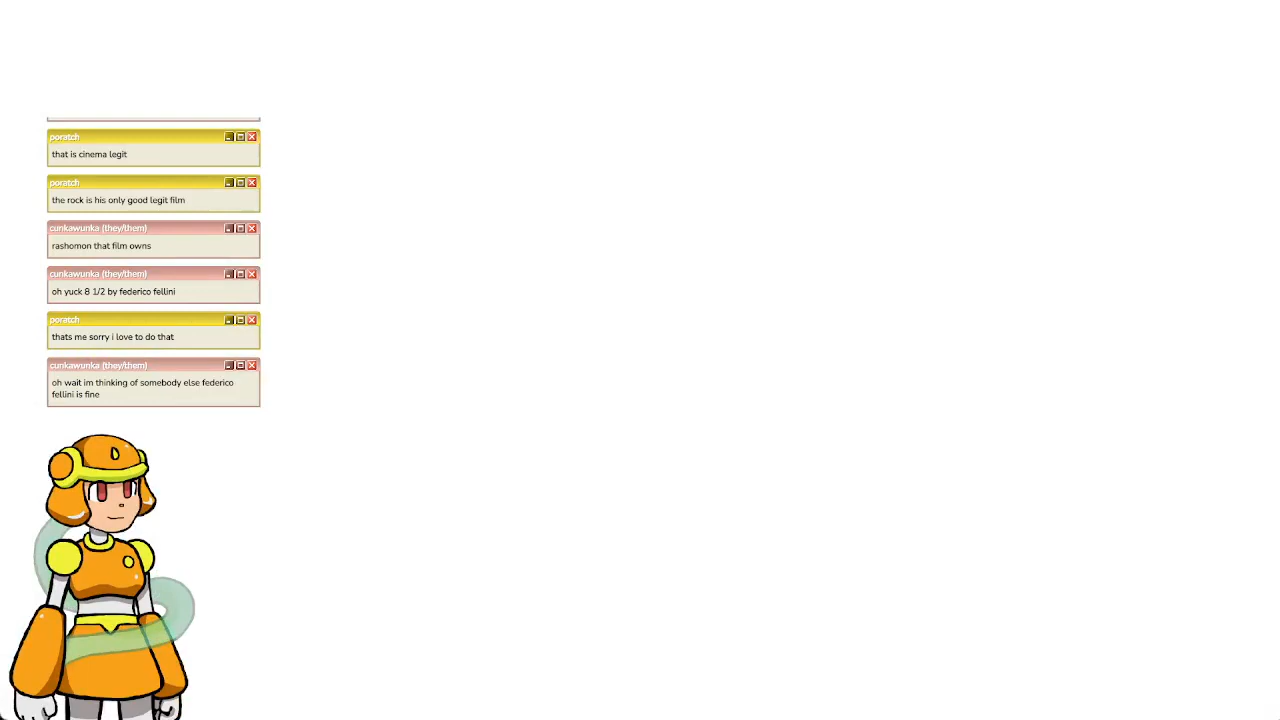 poratch
that is cinema legit
poratch
the rock is his only good legit film
cunkawunka (they/them)
rashomon that film owns
cunkawunka (they/them)
oh yuck 8 1/2 by federico fellini
poratch
thats me sorry i love to do that
cunkawunka (they/them)
oh wait im thinking of somebody else federico
fellini is fine